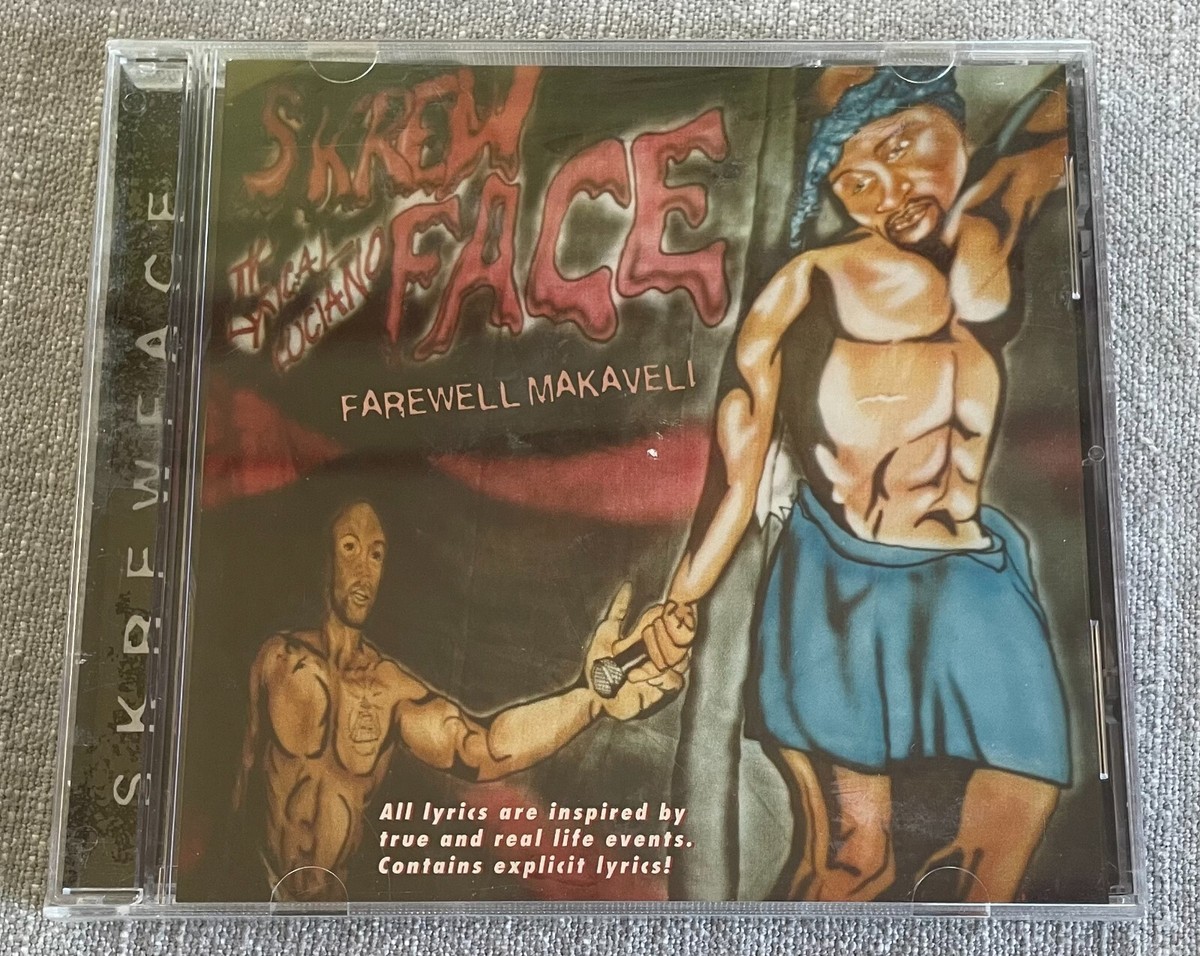 SKREWFACE
SKREW
FACE
LYRICAL
LUCIANO
FAREWELL MAKAVELI
All lyrics are inspired by
true and real life events.
Contains explicit lyrics!